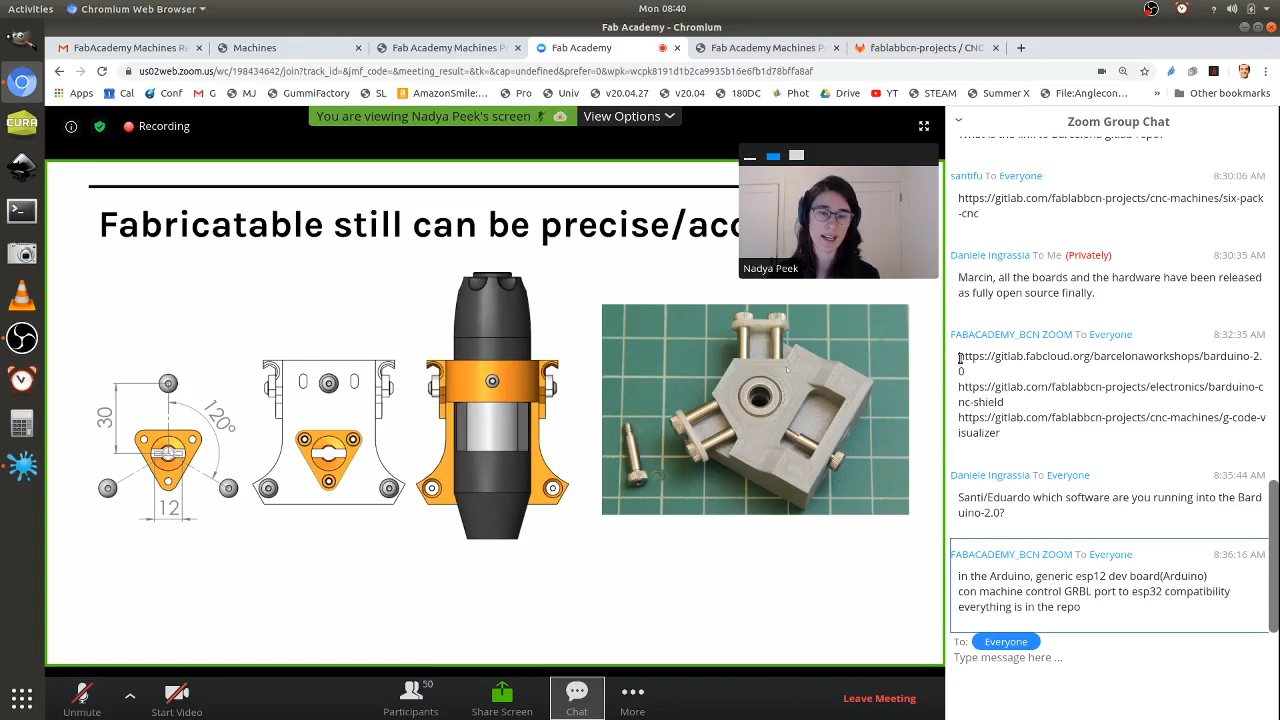 Activities
Chromium Web Browser
Mon 08:40
?
Fab Academy - Chromium
FabAcademy Machines Re
Machines
Fab Academy Machines P
Fab Academy
Fab Academy Machines P
fablabbcn-projects / CNC
us02web.zoom.us/wc/198434642/join?track_id=&jmf_code=&meeting_result=&tk=&cap=undefined&prefer=0&wpk=wcpk8191d1b2ca9935b16e6fb1d78bffa8af
Apps
Cal
Conf
G
MJ
GummiFactory
SL
AmazonSmile:...
Pro
Univ
v20.04.27
v20.04
180DC
Phot
Drive
YT
STEAM
Summer X
File:Anglecon...
»
Other bookmarks
Recording
You are viewing Nadya Peek's screen
View Options
Fabricatable still can be precise/acc
Nadya Peek
30
120°
12
Zoom Group Chat
What is the link to Barcelona gitlab repo?
santifu To Everyone
8:30:06 AM
https://gitlab.com/fablabbcn-projects/cnc-machines/six-pack
-cnc
Daniele Ingrassia To Me (Privately)
8:30:35 AM
Marcin, all the boards and the hardware have been released
as fully open source finally.
FABACADEMY_BCN ZOOM To Everyone
8:32:35 AM
https://gitlab.fabcloud.org/barcelonaworkshops/barduino-2.
0
https://gitlab.com/fablabbcn-projects/electronics/barduino-c
nc-shield
https://gitlab.com/fablabbcn-projects/cnc-machines/g-code-v
isualizer
Daniele Ingrassia To Everyone
8:35:44 AM
Santi/Eduardo which software are you running into the Bard
uino-2.0?
FABACADEMY_BCN ZOOM To Everyone
8:36:16 AM
in the Arduino, generic esp12 dev board(Arduino)
con machine control GRBL port to esp32 compatibility
everything is in the repo
To: Everyone
Type message here ...
Unmute
Start Video
50
Participants
Share Screen
Chat
More
Leave Meeting